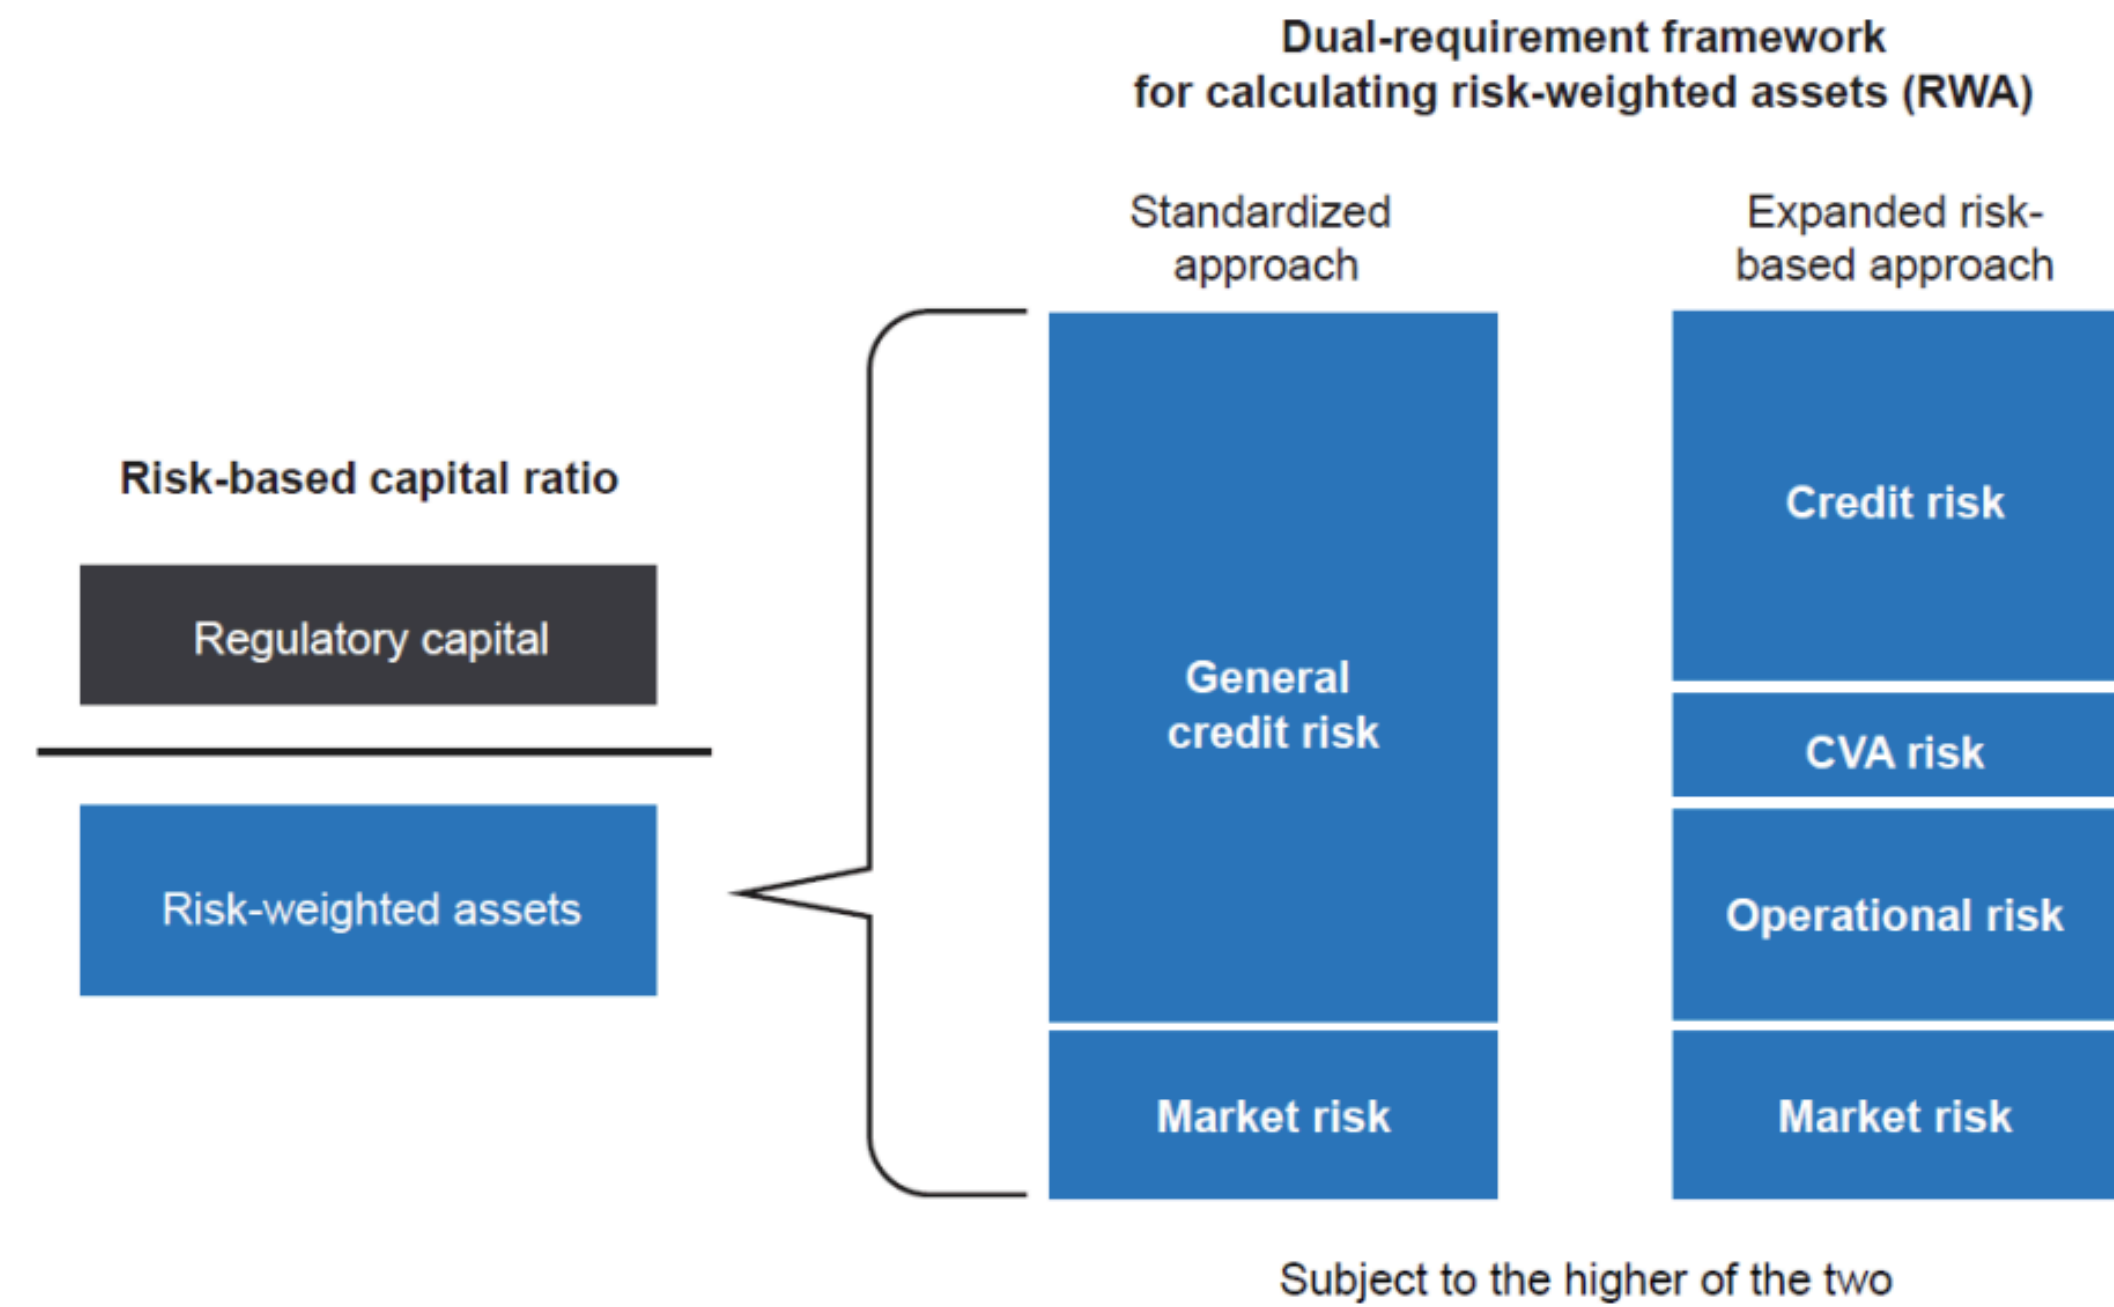 Dual-requirement framework
for calculating risk-weighted assets (RWA)
Standardized
approach
Expanded risk-
based approach
Risk-based capital ratio
Regulatory capital
Risk-weighted assets
General
credit risk
Market risk
Credit risk
CVA risk
Operational risk
Market risk
Subject to the higher of the two